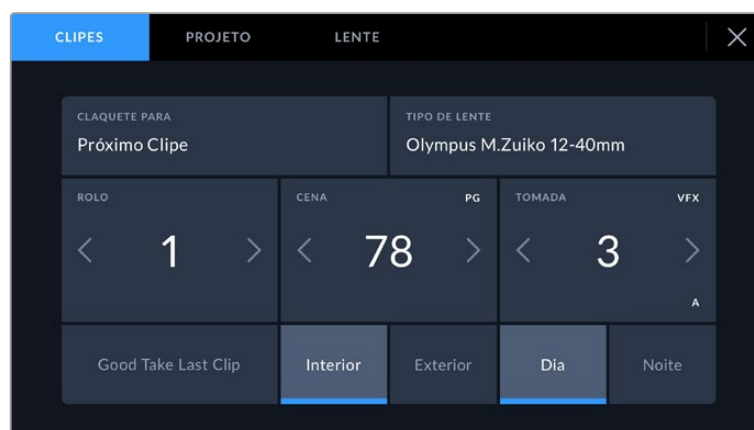 CLIPES PROJETO LENTE
CLAQUETE PARA TIPO DE LENTE
Próximo Clipe Olympus M.Zuiko 12-40mm
ROLO CENA PG TOMADA VFX
1 78 3
A
Good Take Last Clip Interior Exterior Dia Noite